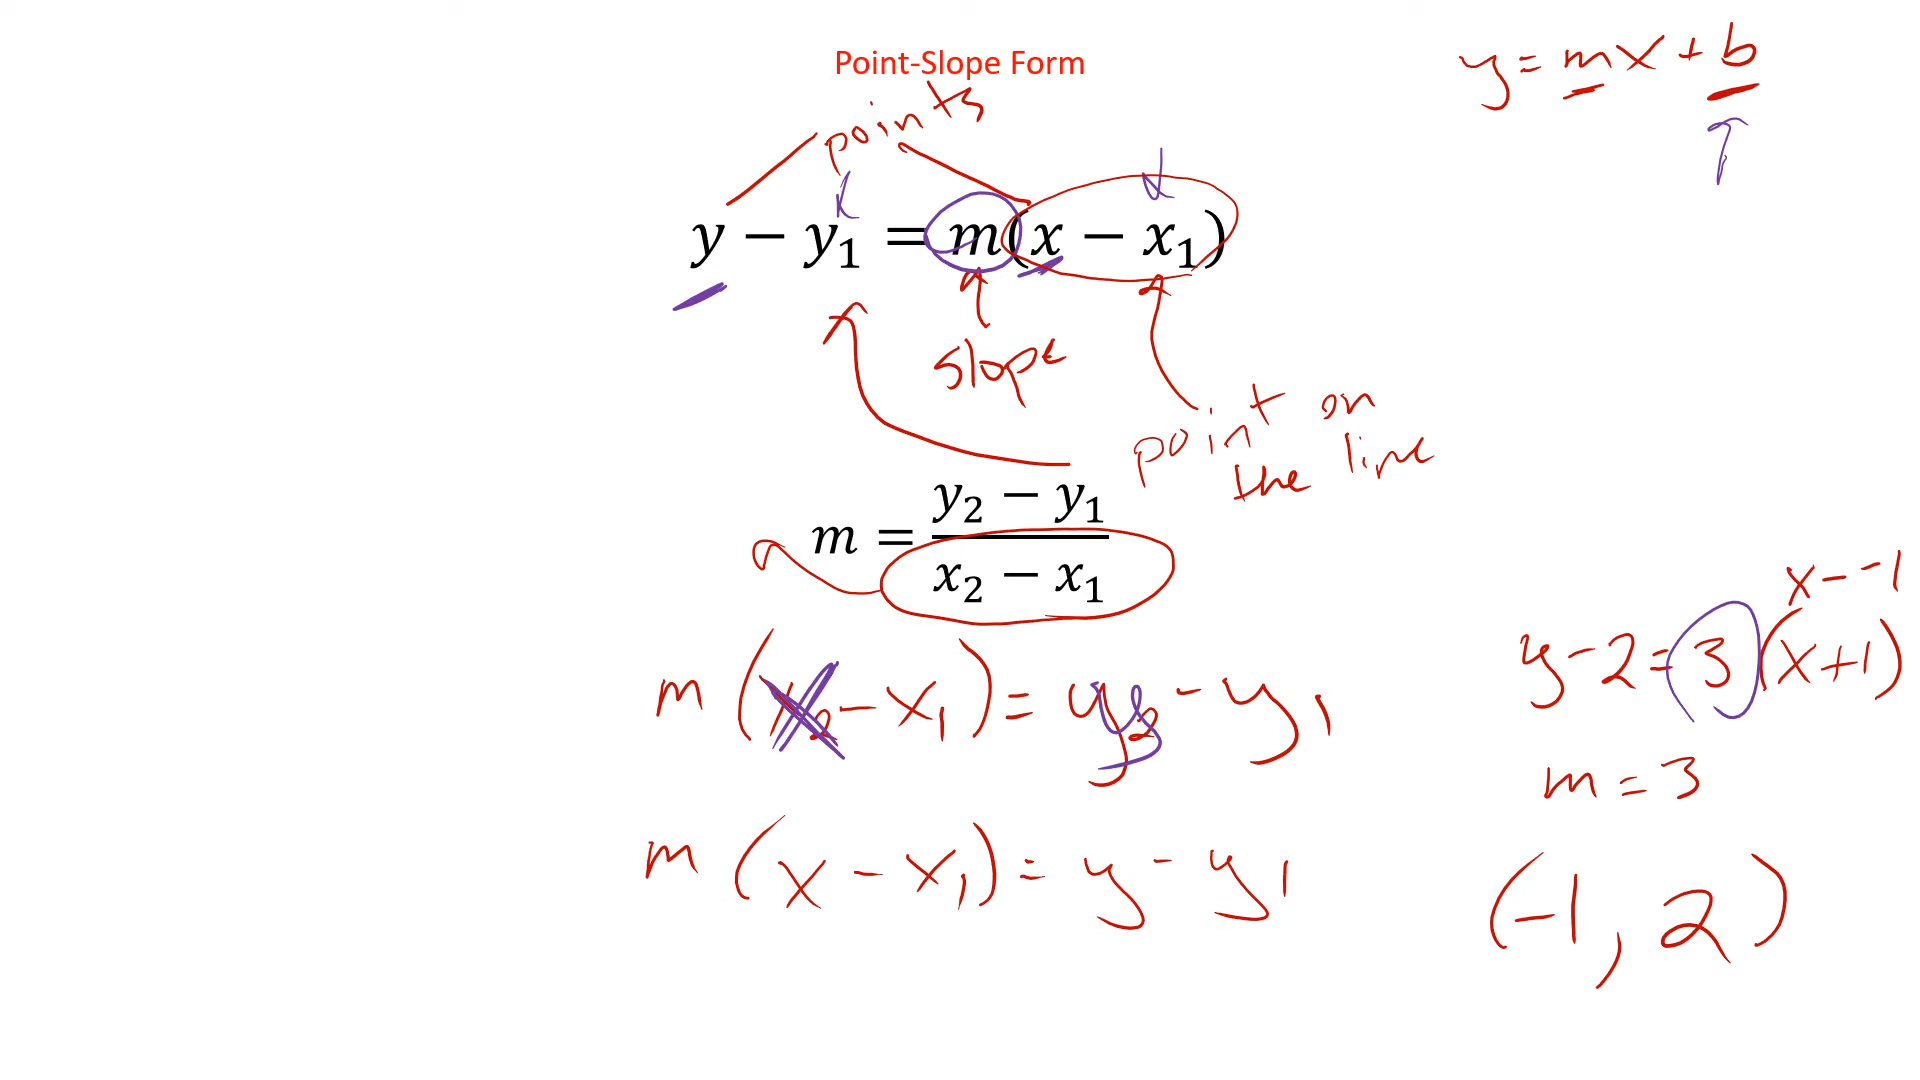 Point-Slope Form
y = mx + b
points
y − y₁ = m(x − x₁)
slope
point on
the line
m = (y₂ − y₁)/(x₂ − x₁)
x - -1
y - 2 = 3(x+1)
m(x₂ - x₁) = y₂ - y₁
m = 3
m(x - x₁) = y - y₁
(-1, 2)